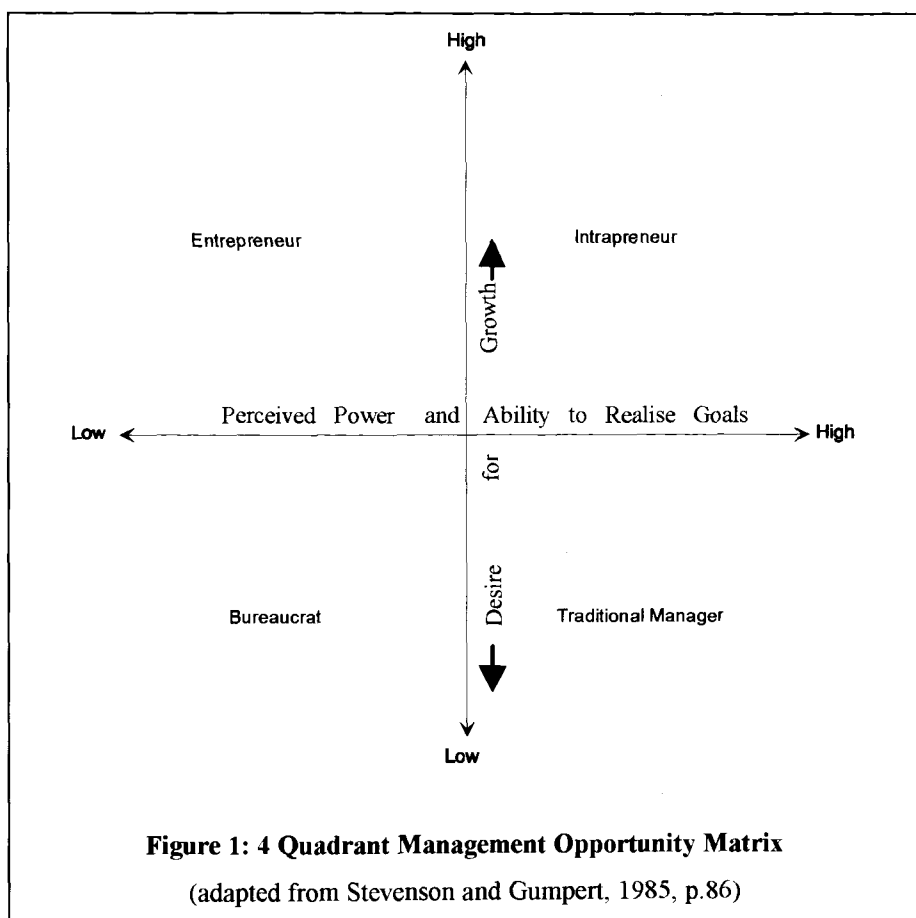 High
Entrepreneur Intrapreneur
Desire for Growth
Perceived Power and Ability to Realise Goals
Low High
Bureaucrat Traditional Manager
Low
Figure 1: 4 Quadrant Management Opportunity Matrix
(adapted from Stevenson and Gumpert, 1985, p.86)